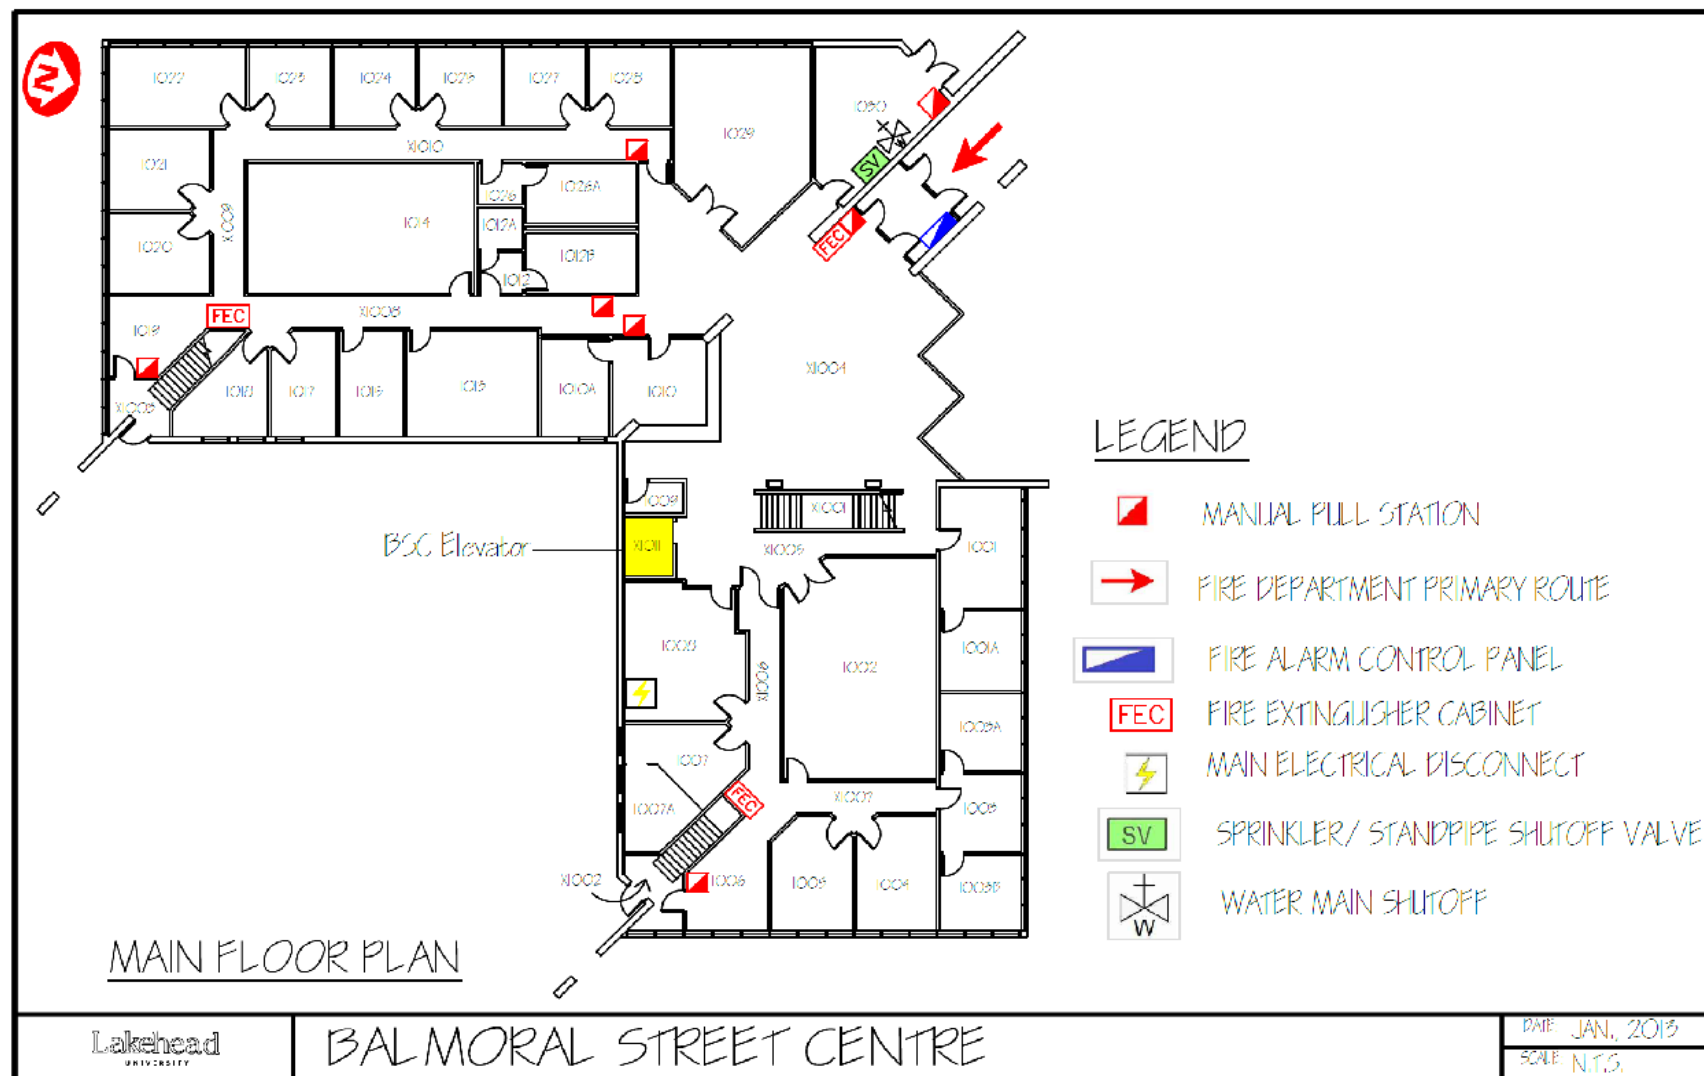 N
1022
1023
1024
1027
1028
1029
1030
1021
X1010
1014
1026A
1012A
1012B
1012
1020
X1009
SV
W
FEC
FEC
X1008
1018
1017
1015
1010A
1010
X1003
X1004
1009
X1001
BSC Elevator
X1011
X1005
1001
1008
1002
1001A
X1006
1003A
1007
1007A
FEC
X1007
1003
X1002
1006
1005
1004
1003B
LEGEND
MANUAL PULL STATION
FIRE DEPARTMENT PRIMARY ROUTE
FIRE ALARM CONTROL PANEL
FEC FIRE EXTINGUISHER CABINET
MAIN ELECTRICAL DISCONNECT
SV SPRINKLER/ STANDPIPE SHUTOFF VALVE
W WATER MAIN SHUTOFF
MAIN FLOOR PLAN
Lakehead
UNIVERSITY
BALMORAL STREET CENTRE
DATE: JAN., 2013
SCALE: N.T.S.